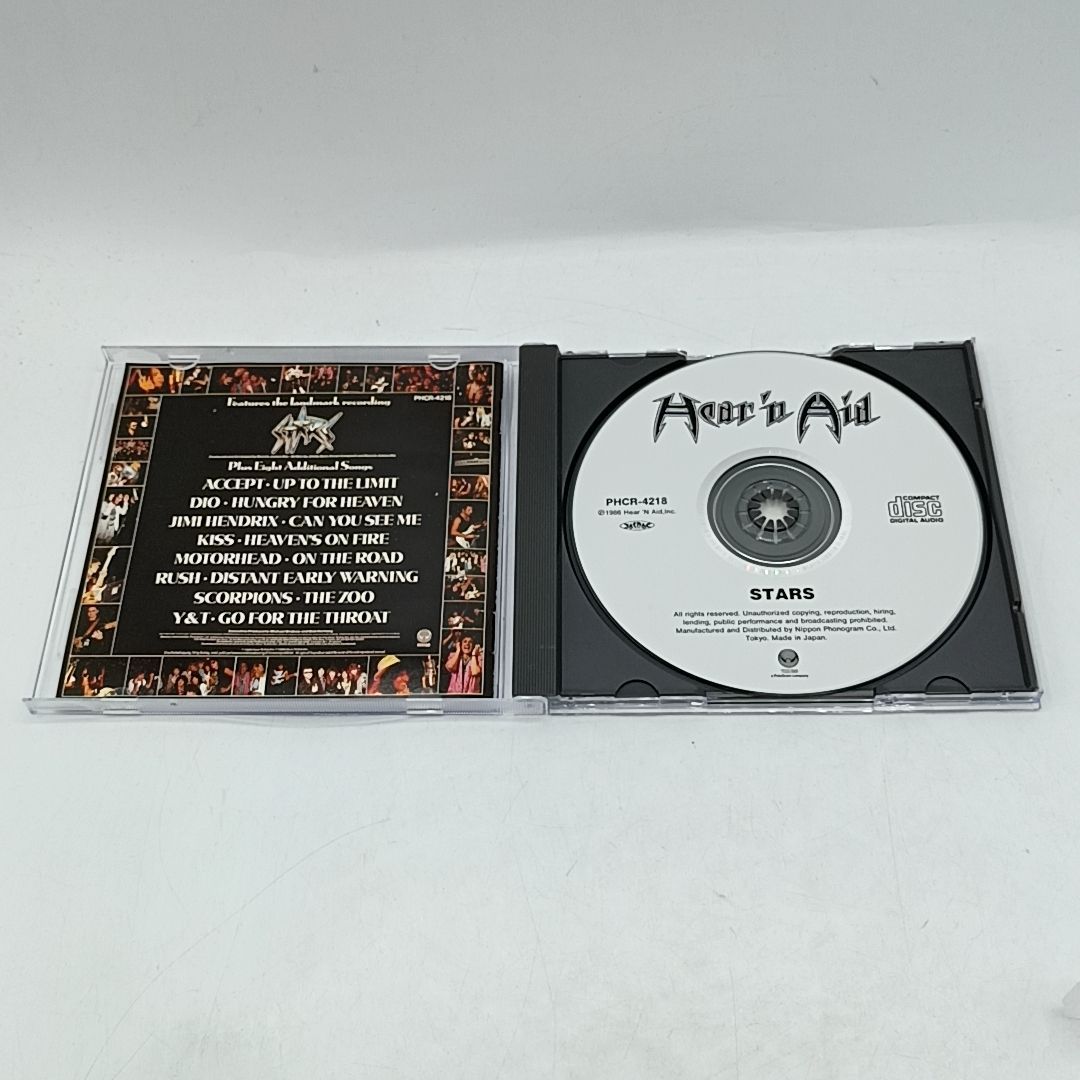 Features the landmark recording
PHCR-4218
STARS
Plus Eight Additional Songs
ACCEPT · UP TO THE LIMIT
DIO · HUNGRY FOR HEAVEN
JIMI HENDRIX · CAN YOU SEE ME
KISS · HEAVEN'S ON FIRE
MOTORHEAD · ON THE ROAD
RUSH · DISTANT EARLY WARNING
SCORPIONS · THE ZOO
Y&T · GO FOR THE THROAT
Hear 'n Aid
PHCR-4218
℗1986 Hear 'N Aid,Inc.
COMPACT
disc
DIGITAL AUDIO
STARS
All rights reserved. Unauthorized copying, reproduction, hiring,
lending, public performance and broadcasting prohibited.
Manufactured and Distributed by Nippon Phonogram Co., Ltd.
Tokyo. Made in Japan.
a PolyGram company